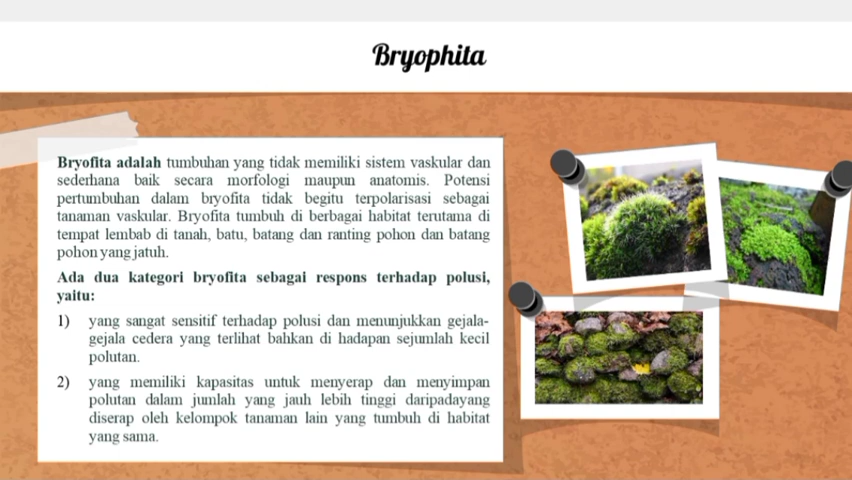 Bryophita
Bryofita adalah tumbuhan yang tidak memiliki sistem vaskular dan
sederhana baik secara morfologi maupun anatomis. Potensi
pertumbuhan dalam bryofita tidak begitu terpolarisasi sebagai
tanaman vaskular. Bryofita tumbuh di berbagai habitat terutama di
tempat lembab di tanah, batu, batang dan ranting pohon dan batang
pohon yang jatuh.
Ada dua kategori bryofita sebagai respons terhadap polusi,
yaitu:
1) yang sangat sensitif terhadap polusi dan menunjukkan gejala-
gejala cedera yang terlihat bahkan di hadapan sejumlah kecil
polutan.
2) yang memiliki kapasitas untuk menyerap dan menyimpan
polutan dalam jumlah yang jauh lebih tinggi daripadayang
diserap oleh kelompok tanaman lain yang tumbuh di habitat
yang sama.